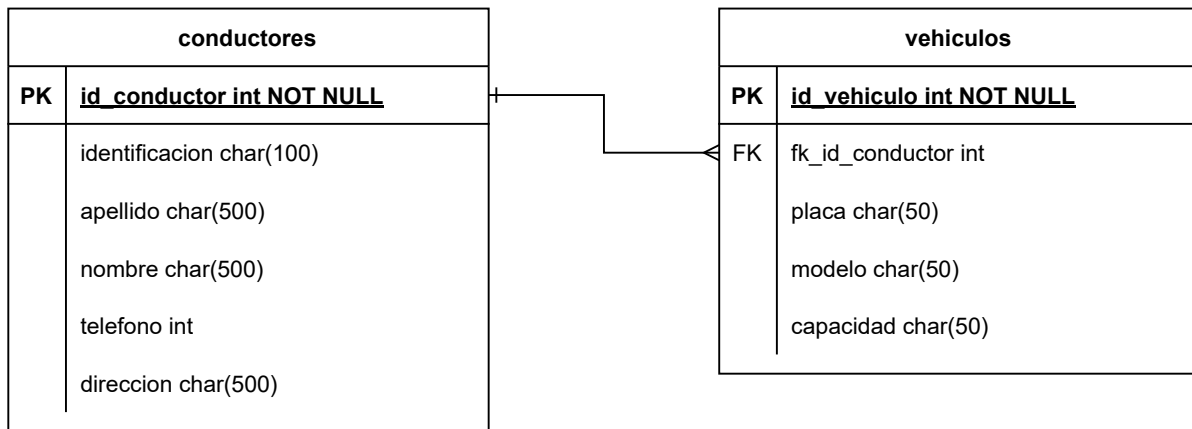 conductores
PK id_conductor int NOT NULL
identificacion char(100)
apellido char(500)
nombre char(500)
telefono int
direccion char(500)
vehiculos
PK id_vehiculo int NOT NULL
FK fk_id_conductor int
placa char(50)
modelo char(50)
capacidad char(50)